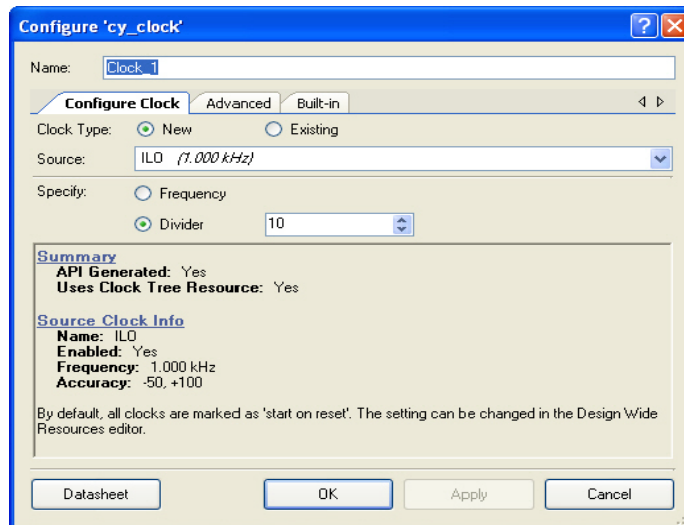 Configure 'cy_clock'
Name: Clock_1
Configure Clock Advanced Built-in
Clock Type: New Existing
Source: ILO (1.000 kHz)
Specify: Frequency
Divider 10
Summary
API Generated: Yes
Uses Clock Tree Resource: Yes
Source Clock Info
Name: ILO
Enabled: Yes
Frequency: 1.000 kHz
Accuracy: -50, +100
By default, all clocks are marked as 'start on reset'. The setting can be changed in the Design Wide
Resources editor.
Datasheet OK Apply Cancel